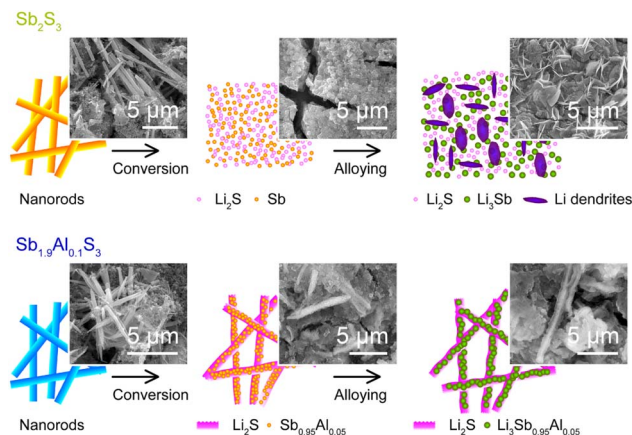 Sb₂S₃
5 μm 5 μm 5 μm
Conversion Alloying
Nanorods Li₂S Sb Li₂S Li₃Sb Li dendrites
Sb₁.₉Al₀.₁S₃
5 μm 5 μm 5 μm
Conversion Alloying
Nanorods Li₂S Sb₀.₉₅Al₀.₀₅ Li₂S Li₃Sb₀.₉₅Al₀.₀₅